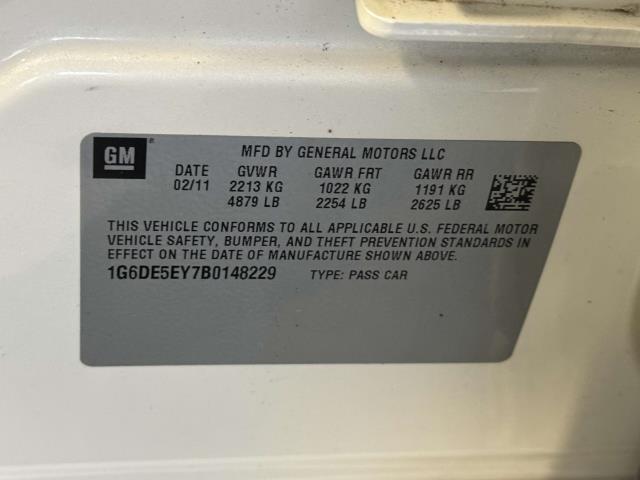 GM
MFD BY GENERAL MOTORS LLC
DATE GVWR GAWR FRT GAWR RR
02/11 2213 KG 1022 KG 1191 KG
4879 LB 2254 LB 2625 LB
THIS VEHICLE CONFORMS TO ALL APPLICABLE U.S. FEDERAL MOTOR
VEHICLE SAFETY, BUMPER, AND THEFT PREVENTION STANDARDS IN
EFFECT ON THE DATE OF MANUFACTURE SHOWN ABOVE.
1G6DE5EY7B0148229 TYPE: PASS CAR